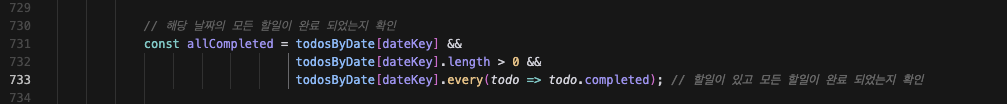 729
730 // 해당 날짜의 모든 할일이 완료 되었는지 확인
731 const allCompleted = todosByDate[dateKey] &&
732 todosByDate[dateKey].length > 0 &&
733 todosByDate[dateKey].every(todo => todo.completed); // 할일이 있고 모든 할일이 완료 되었는지 확인
734